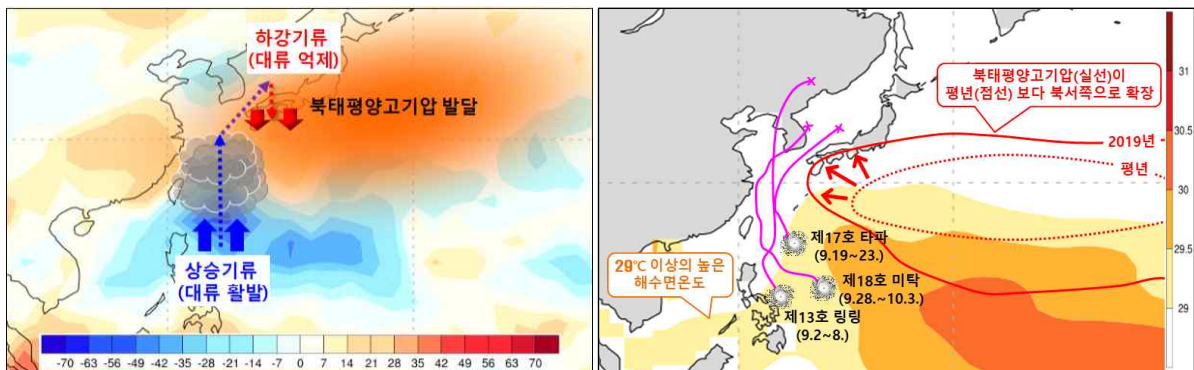 하강기류
(대류 억제)
북태평양고기압 발달
상승기류
(대류 활발)
-70 -63 -56 -49 -42 -35 -28 -21 -14 -7 0 7 14 21 28 35 42 49 56 63 70
북태평양고기압(실선)이
평년(점선) 보다 북서쪽으로 확장
2019년
평년
제17호 타파
(9.19~23.)
29℃ 이상의 높은
해수면온도
제18호 미탁
(9.28.~10.3.)
제13호 링링
(9.2~8.)
31
30.5
30
29.5
29